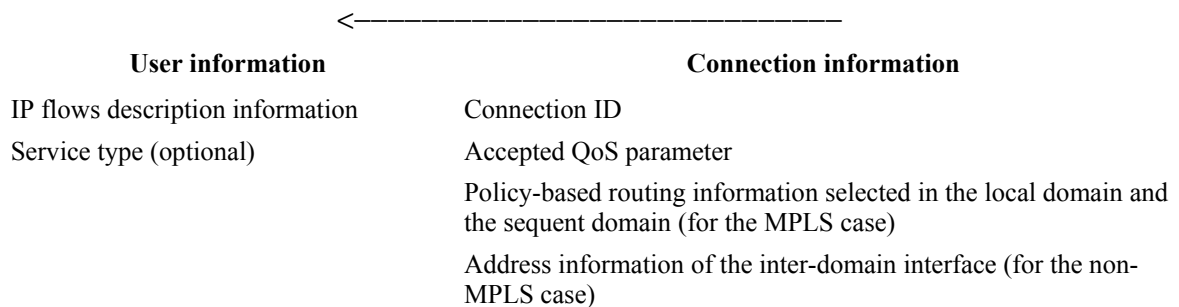 User information Connection information
IP flows description information Connection ID
Service type (optional) Accepted QoS parameter
Policy-based routing information selected in the local domain and
the sequent domain (for the MPLS case)
Address information of the inter-domain interface (for the non-
MPLS case)